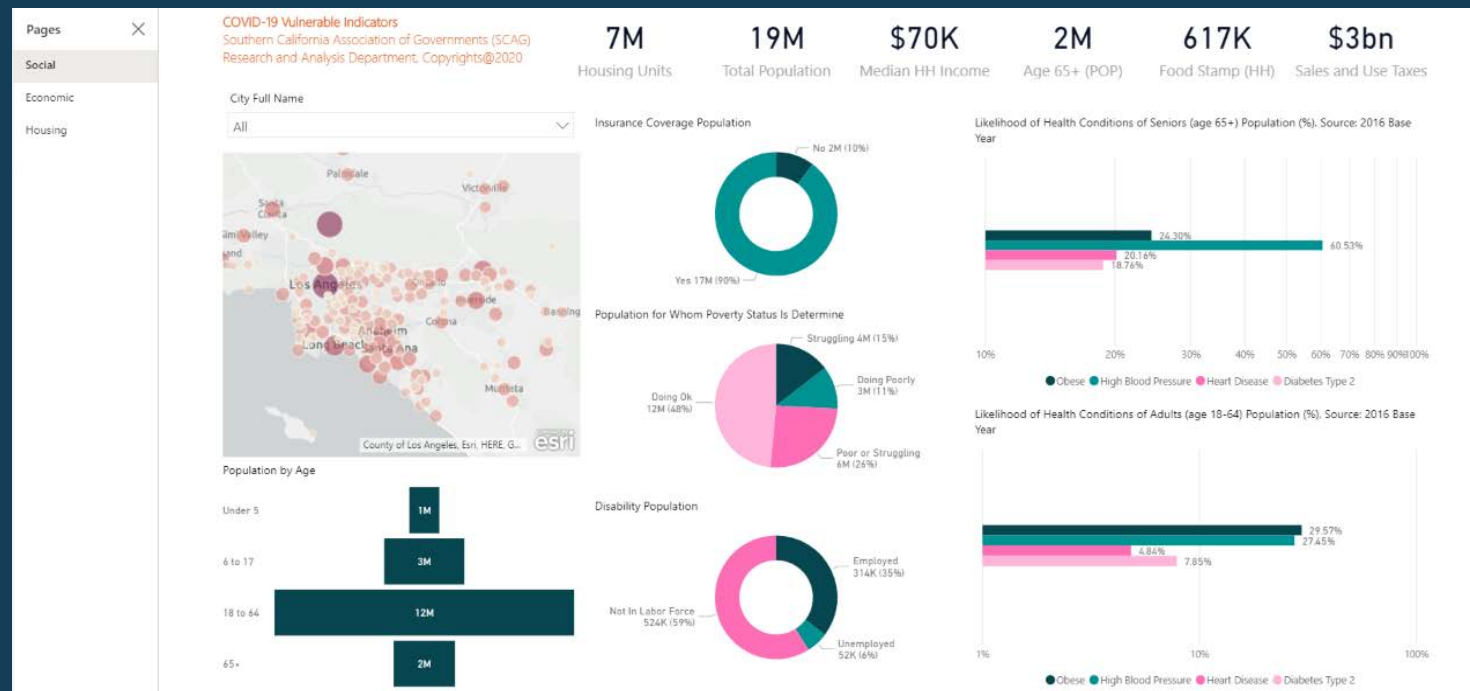 Pages
Social
Economic
Housing
COVID-19 Vulnerable Indicators
Southern California Association of Governments (SCAG)
Research and Analysis Department, Copyrights@2020
7M
Housing Units
19M
Total Population
$70K
Median HH Income
2M
Age 65+ (POP)
617K
Food Stamp (HH)
$3bn
Sales and Use Taxes
City Full Name
All
Palmdale
Victorville
Santa
Clarita
Simi Valley
Los Angeles
Ontario
Riverside
Banning
Corona
Anaheim
Long Beach
Santa Ana
Murrieta
County of Los Angeles, Esri, HERE, G...
esri
Population by Age
Under 5
1M
6 to 17
3M
18 to 64
12M
65+
2M
Insurance Coverage Population
No 2M (10%)
Yes 17M (90%)
Population for Whom Poverty Status Is Determine
Struggling 4M (15%)
Doing Poorly
3M (11%)
Doing Ok
12M (48%)
Poor or Struggling
6M (26%)
Disability Population
Employed
314K (35%)
Not In Labor Force
524K (59%)
Unemployed
52K (6%)
Likelihood of Health Conditions of Seniors (age 65+) Population (%). Source: 2016 Base
Year
24.30%
60.53%
20.16%
18.76%
10% 20% 30% 40% 50% 60% 70% 80% 90%100%
Obese High Blood Pressure Heart Disease Diabetes Type 2
Likelihood of Health Conditions of Adults (age 18-64) Population (%). Source: 2016 Base
Year
29.57%
27.45%
4.84%
7.85%
1% 10% 100%
Obese High Blood Pressure Heart Disease Diabetes Type 2